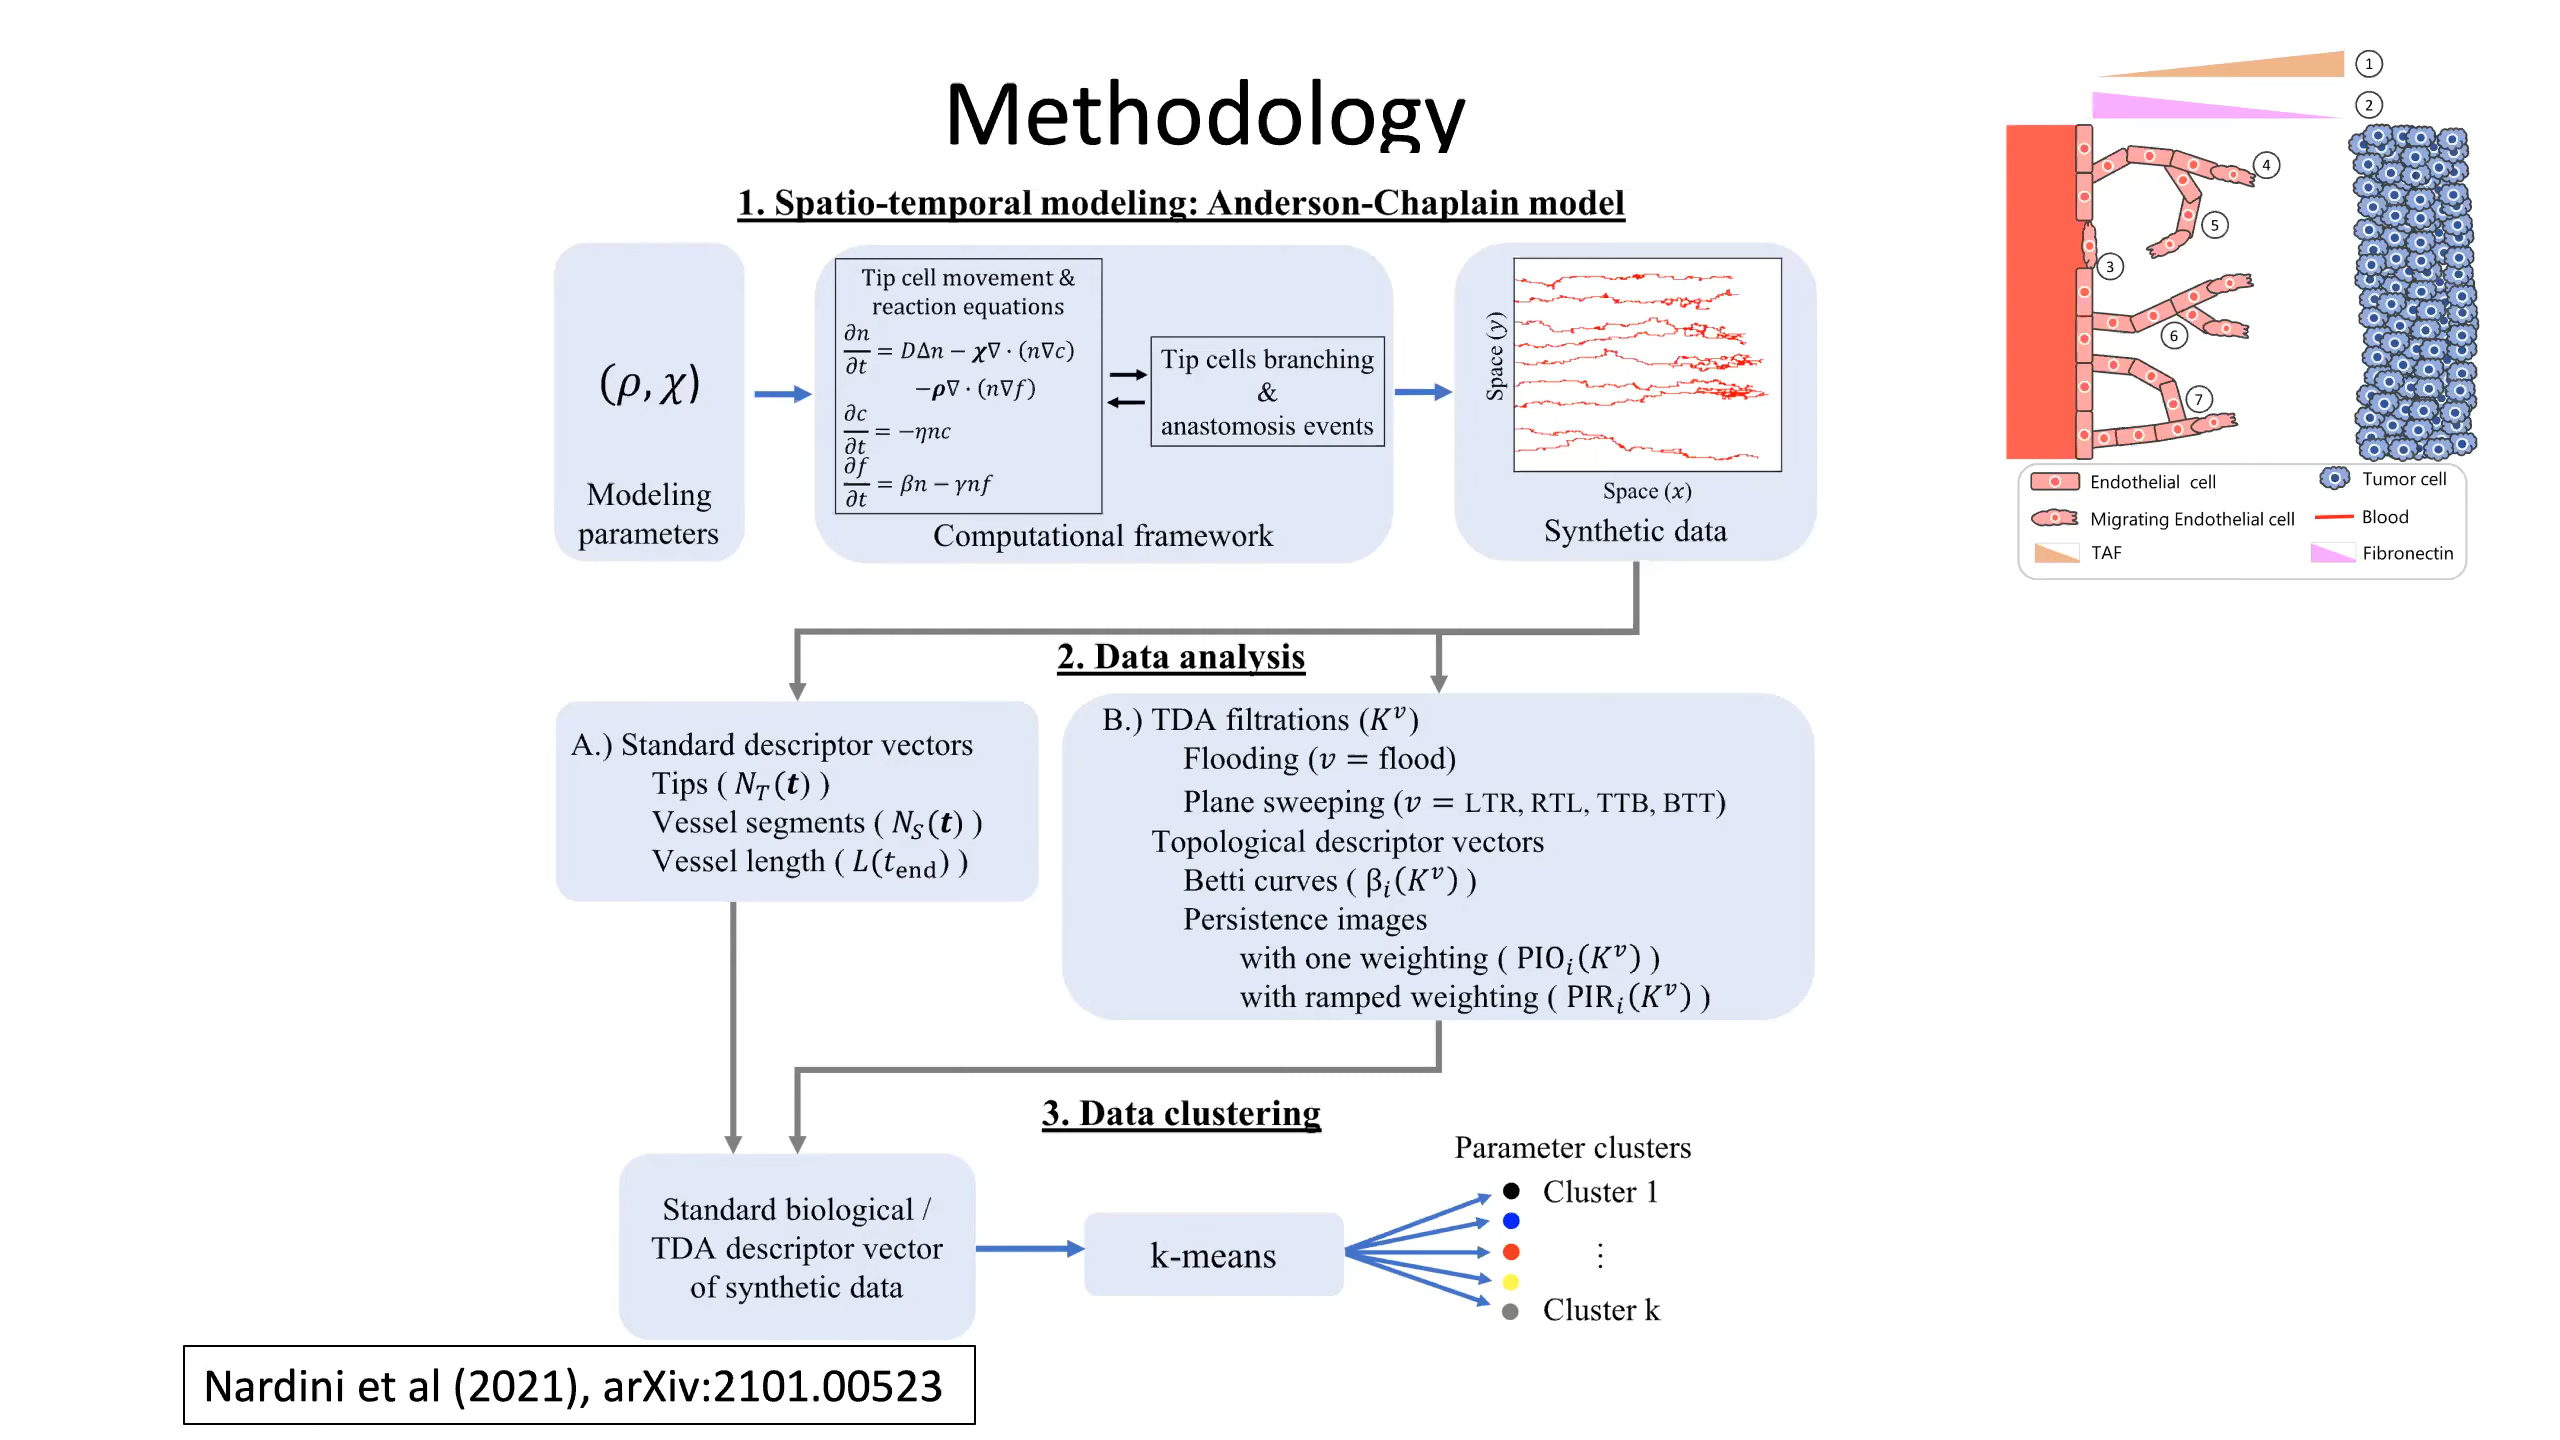 Methodology
1. Spatio-temporal modeling: Anderson-Chaplain model
(ρ, χ)
Modeling
parameters
Tip cell movement &
reaction equations
∂n/∂t = DΔn − χ∇ · (n∇c)
−ρ∇ · (n∇f)
∂c/∂t = −ηnc
∂f/∂t = βn − γnf
Tip cells branching
&
anastomosis events
Computational framework
Space (y)
Space (x)
Synthetic data
2. Data analysis
A.) Standard descriptor vectors
Tips ( N_T(t) )
Vessel segments ( N_S(t) )
Vessel length ( L(t_end) )
B.) TDA filtrations (K^v)
Flooding (v = flood)
Plane sweeping (v = LTR, RTL, TTB, BTT)
Topological descriptor vectors
Betti curves ( β_i(K^v) )
Persistence images
with one weighting ( PIO_i(K^v) )
with ramped weighting ( PIR_i(K^v) )
3. Data clustering
Standard biological /
TDA descriptor vector
of synthetic data
k-means
Parameter clusters
Cluster 1
⋮
Cluster k
Nardini et al (2021), arXiv:2101.00523
1
2
4
5
3
6
7
Endothelial cell
Tumor cell
Migrating Endothelial cell
Blood
TAF
Fibronectin